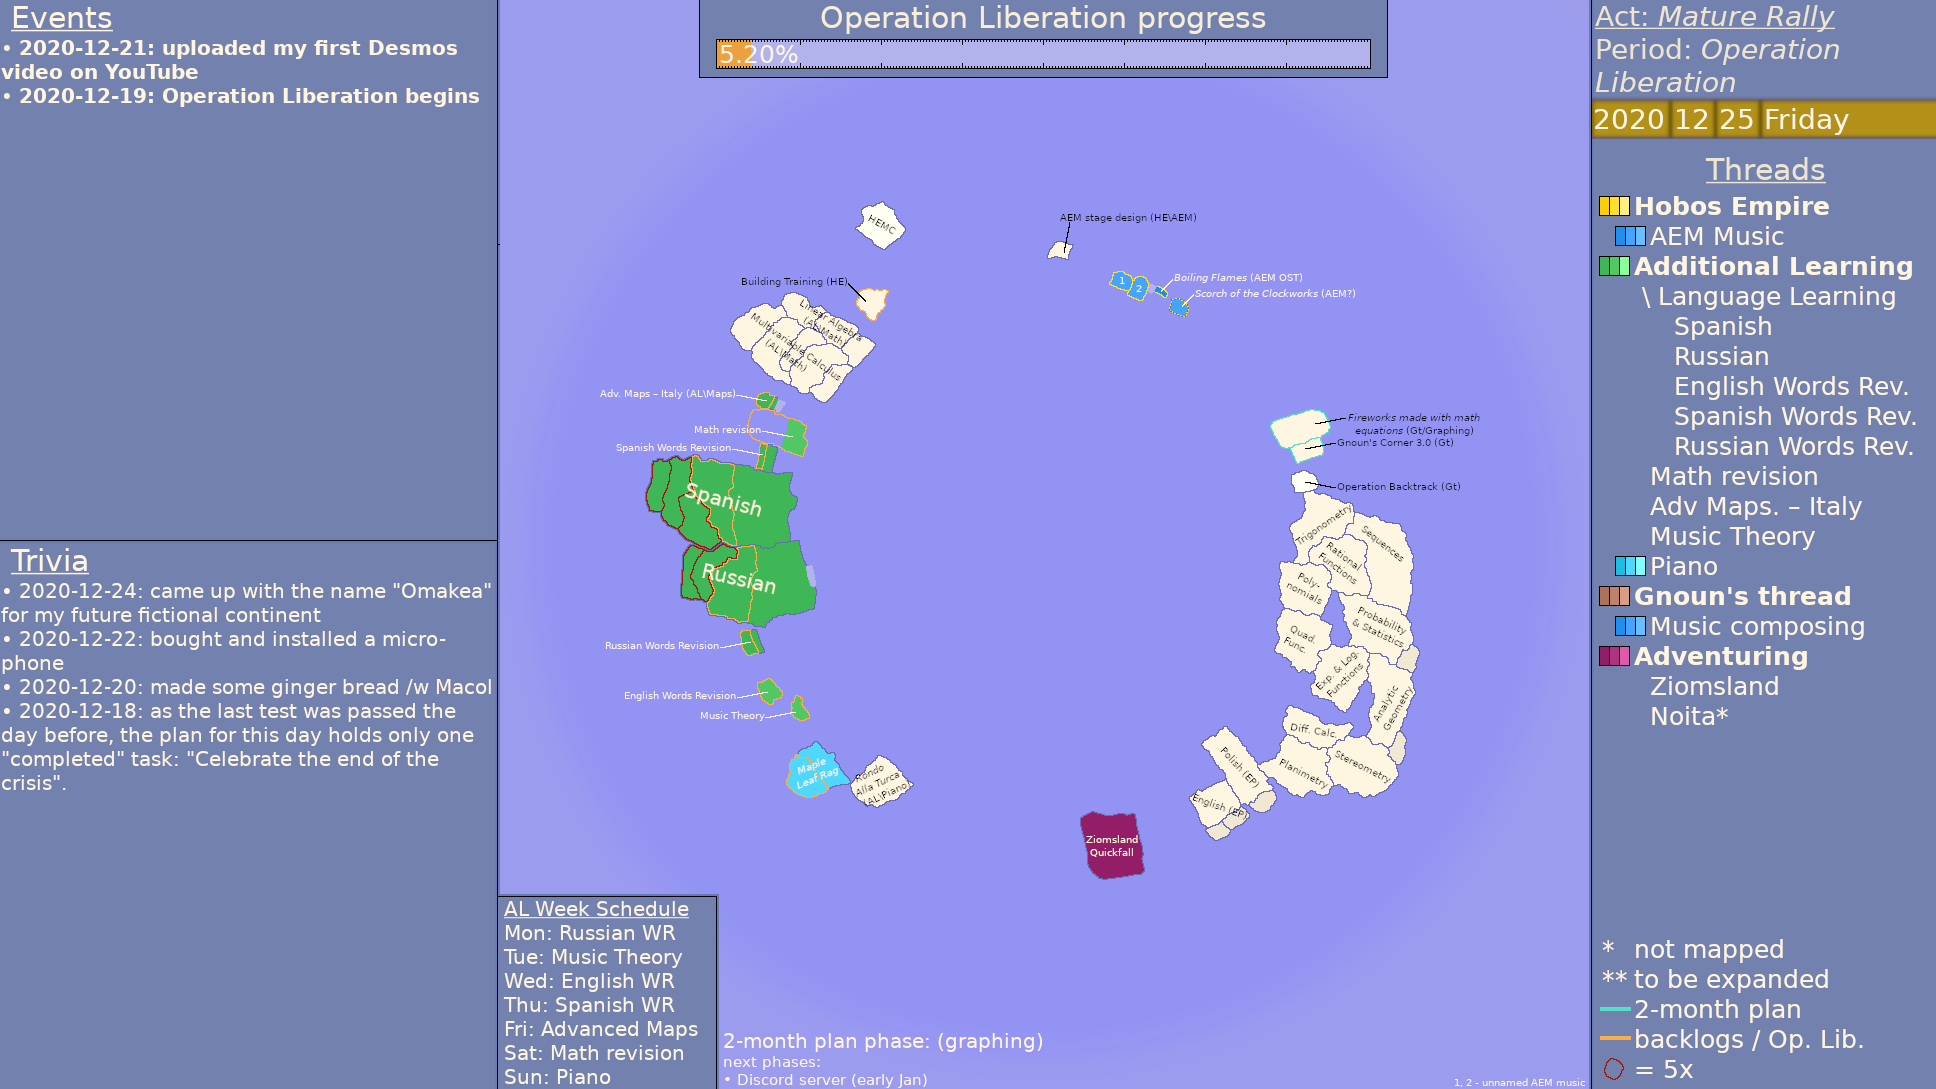 Events
• 2020-12-21: uploaded my first Desmos
video on YouTube
• 2020-12-19: Operation Liberation begins
Trivia
• 2020-12-24: came up with the name "Omakea"
for my future fictional continent
• 2020-12-22: bought and installed a micro-
phone
• 2020-12-20: made some ginger bread /w Macol
• 2020-12-18: as the last test was passed the
day before, the plan for this day holds only one
"completed" task: "Celebrate the end of the
crisis".
Operation Liberation progress
5.20%
HEMC
AEM stage design (HE\AEM)
Building Training (HE)
1
2
Boiling Flames (AEM OST)
Scorch of the Clockworks (AEM?)
Linear Algebra
(AL\Math)
Multivariable Calculus
(AL\Math)
Adv. Maps – Italy (AL\Maps)
Math revision
Spanish Words Revision
Spanish
Russian
Russian Words Revision
English Words Revision
Music Theory
Maple
Leaf Rag
Rondo
Alla Turca
(AL\Piano)
Fireworks made with math
equations (Gt/Graphing)
Gnoun's Corner 3.0 (Gt)
Operation Backtrack (Gt)
Trigonometry
Sequences
Rational
Functions
Poly-
nomials
Probability
& Statistics
Quad.
Func.
Exp. & Log.
Functions
Analytic
Geometry
Diff. Calc.
Stereometry
Planimetry
Polish (EP)
English (EP)
Ziomsland
Quickfall
AL Week Schedule
Mon: Russian WR
Tue: Music Theory
Wed: English WR
Thu: Spanish WR
Fri: Advanced Maps
Sat: Math revision
Sun: Piano
2-month plan phase: (graphing)
next phases:
• Discord server (early Jan)
1, 2 - unnamed AEM music
Act: Mature Rally
Period: Operation
Liberation
2020 12 25 Friday
Threads
Hobos Empire
AEM Music
Additional Learning
\ Language Learning
Spanish
Russian
English Words Rev.
Spanish Words Rev.
Russian Words Rev.
Math revision
Adv Maps. – Italy
Music Theory
Piano
Gnoun's thread
Music composing
Adventuring
Ziomsland
Noita*
* not mapped
** to be expanded
2-month plan
backlogs / Op. Lib.
= 5x